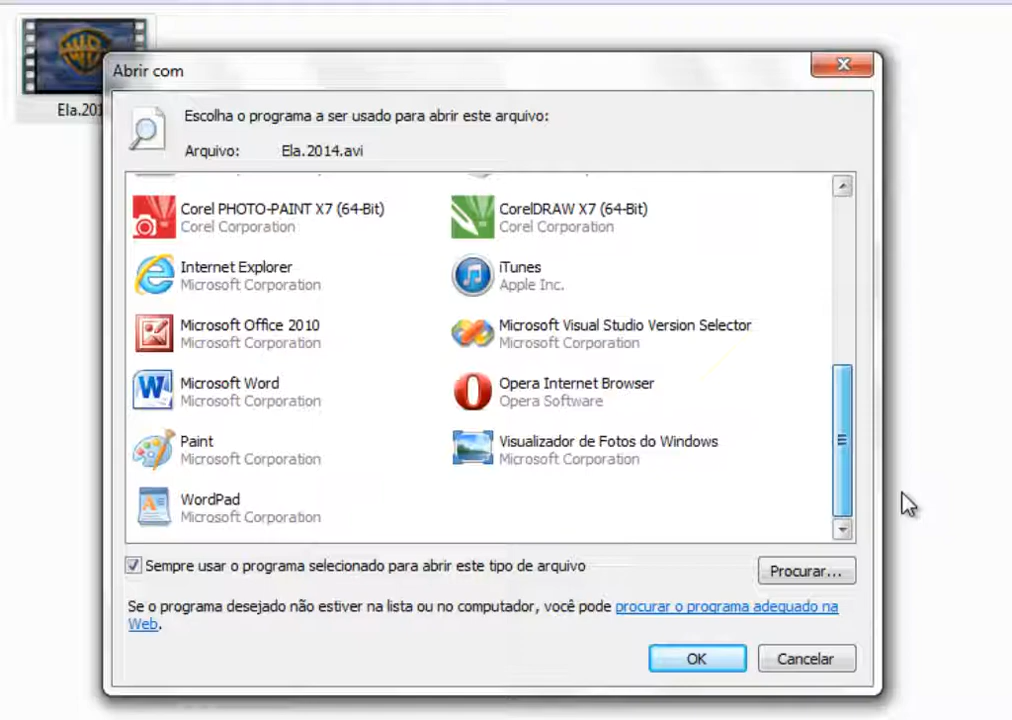 Ela.201
Abrir com
Escolha o programa a ser usado para abrir este arquivo:
Arquivo: Ela.2014.avi
Corel PHOTO-PAINT X7 (64-Bit)
Corel Corporation
CorelDRAW X7 (64-Bit)
Corel Corporation
Internet Explorer
Microsoft Corporation
iTunes
Apple Inc.
Microsoft Office 2010
Microsoft Corporation
Microsoft Visual Studio Version Selector
Microsoft Corporation
Microsoft Word
Microsoft Corporation
Opera Internet Browser
Opera Software
Paint
Microsoft Corporation
Visualizador de Fotos do Windows
Microsoft Corporation
WordPad
Microsoft Corporation
Sempre usar o programa selecionado para abrir este tipo de arquivo
Procurar...
Se o programa desejado não estiver na lista ou no computador, você pode procurar o programa adequado na
Web.
OK
Cancelar